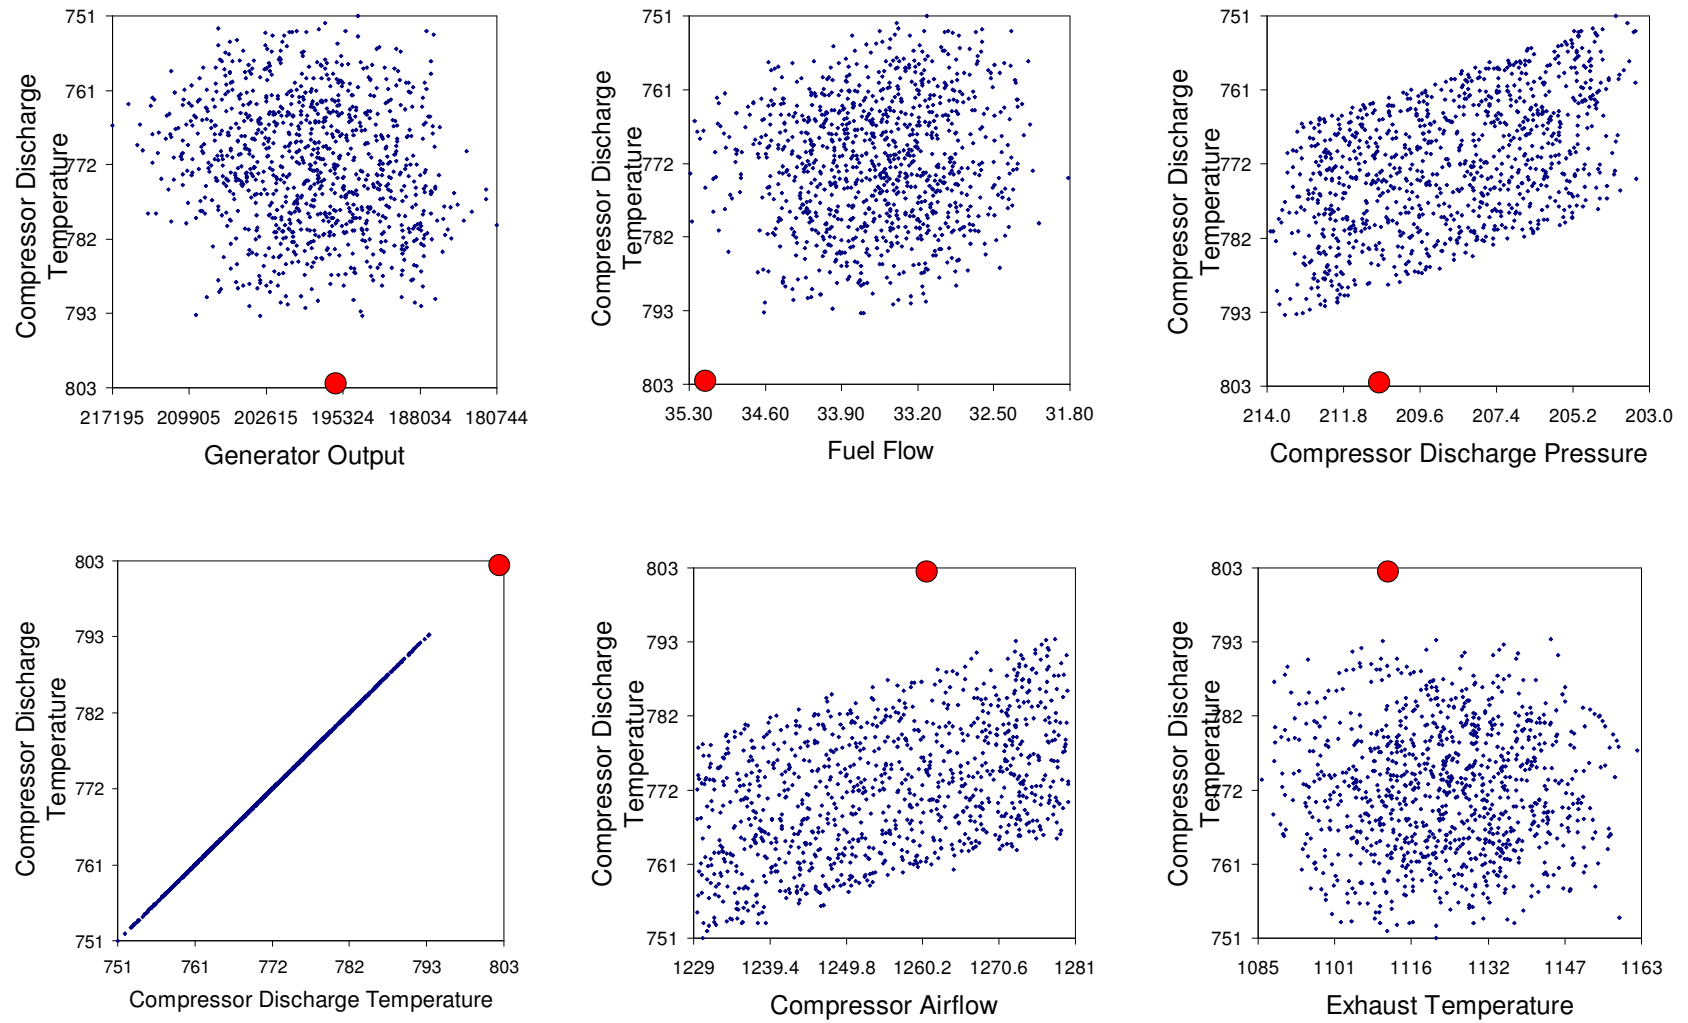 751
761
772
782
793
803
Compressor Discharge
Temperature
217195 209905 202615 195324 188034 180744
Generator Output
751
761
772
782
793
803
Compressor Discharge
Temperature
35.30 34.60 33.90 33.20 32.50 31.80
Fuel Flow
751
761
772
782
793
803
Compressor Discharge
Temperature
214.0 211.8 209.6 207.4 205.2 203.0
Compressor Discharge Pressure
803
793
782
772
761
751
Compressor Discharge
Temperature
751 761 772 782 793 803
Compressor Discharge Temperature
803
793
782
772
761
751
Compressor Discharge
Temperature
1229 1239.4 1249.8 1260.2 1270.6 1281
Compressor Airflow
803
793
782
772
761
751
Compressor Discharge
Temperature
1085 1101 1116 1132 1147 1163
Exhaust Temperature